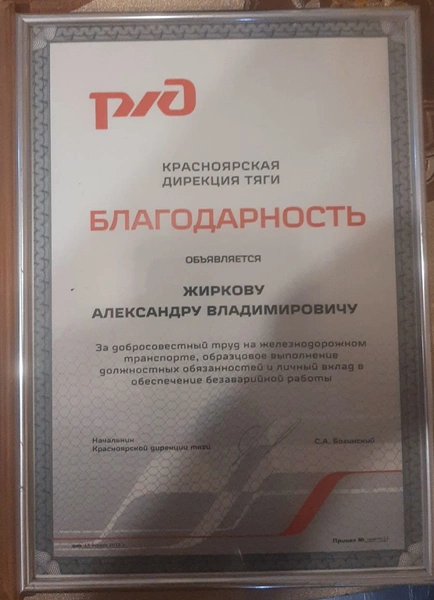 РЖД
КРАСНОЯРСКАЯ
ДИРЕКЦИЯ ТЯГИ
БЛАГОДАРНОСТЬ
ОБЪЯВЛЯЕТСЯ
ЖИРКОВУ
АЛЕКСАНДРУ ВЛАДИМИРОВИЧУ
За добросовестный труд на железнодорожном
транспорте, образцовое выполнение
должностных обязанностей и личный вклад в
обеспечение безаварийной работы
Начальник
Красноярской дирекции тяги
С.А.
Приказ №